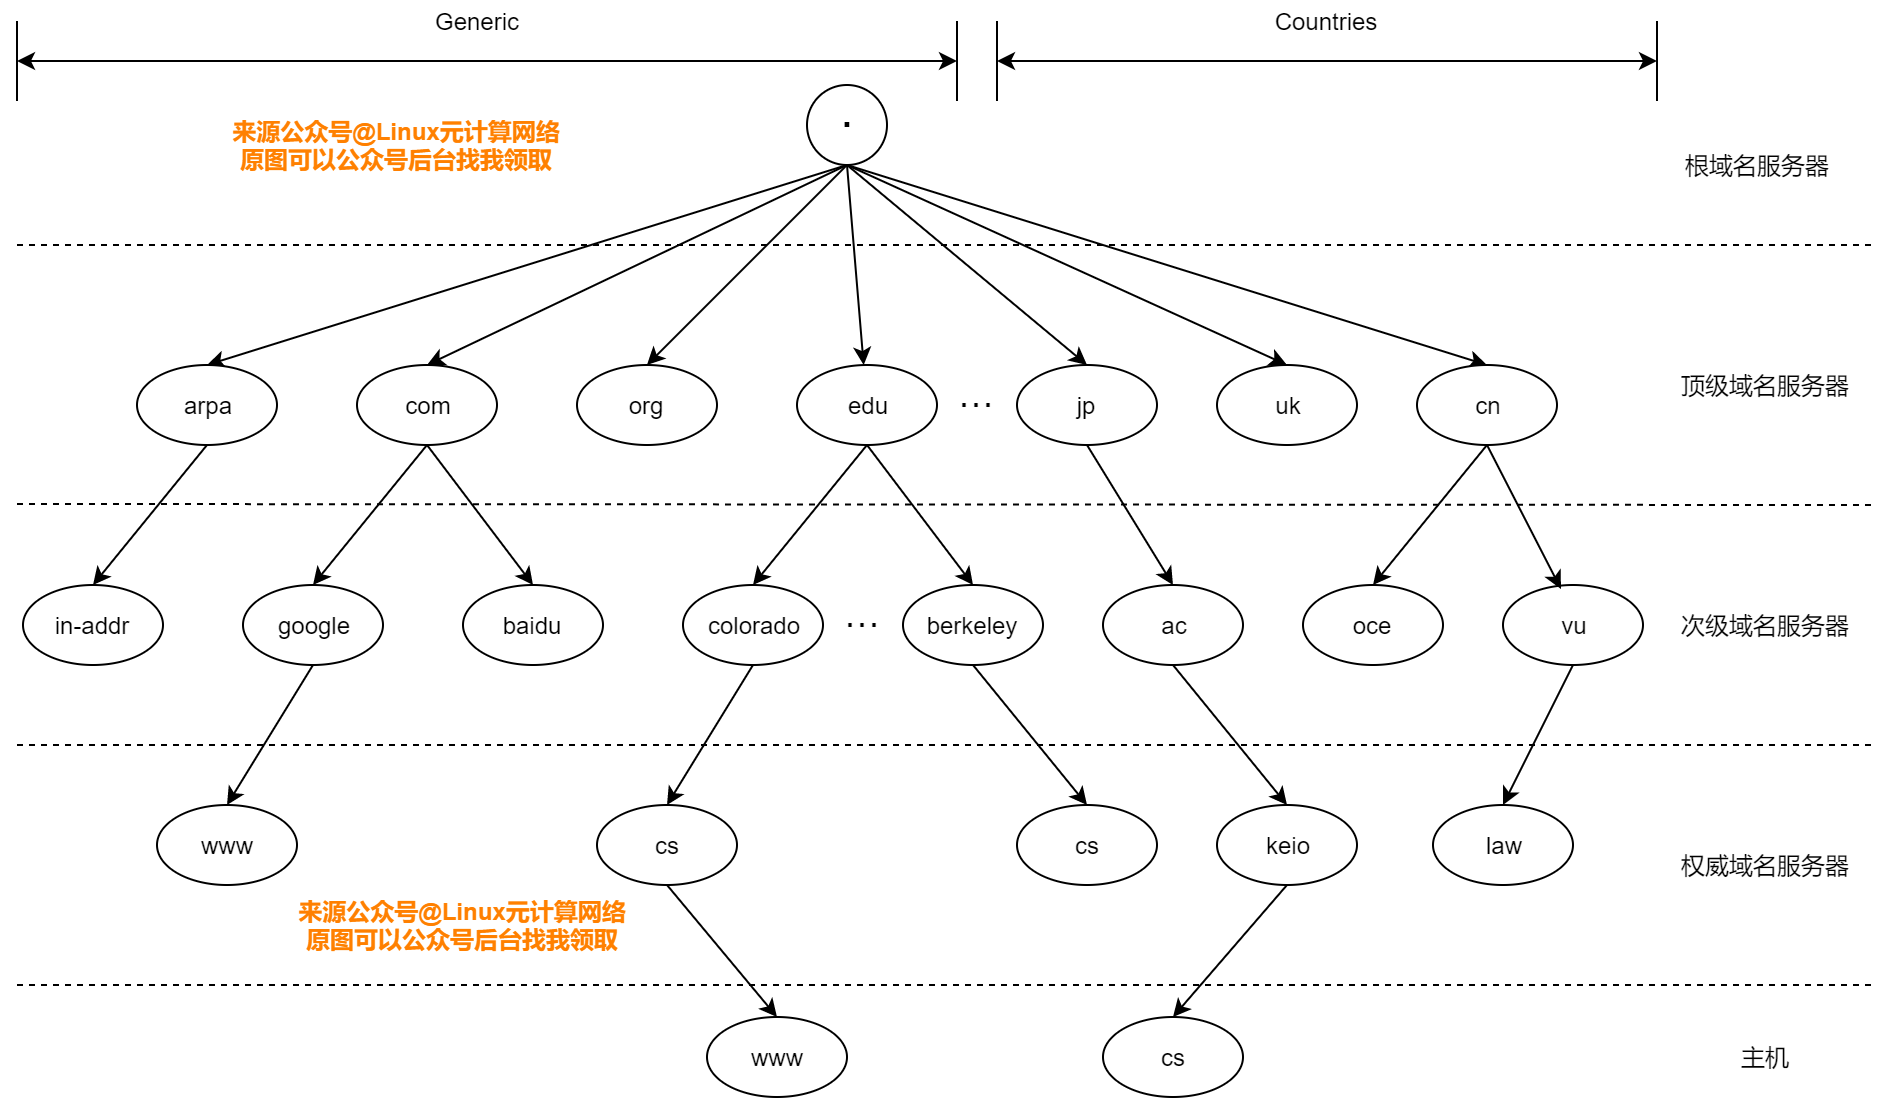 Generic
Countries
.
来源公众号@Linux元计算网络
原图可以公众号后台找我领取
根域名服务器
arpa
com
org
edu
...
jp
uk
cn
顶级域名服务器
in-addr
google
baidu
colorado
...
berkeley
ac
oce
vu
次级域名服务器
www
cs
cs
keio
law
权威域名服务器
来源公众号@Linux元计算网络
原图可以公众号后台找我领取
www
cs
主机